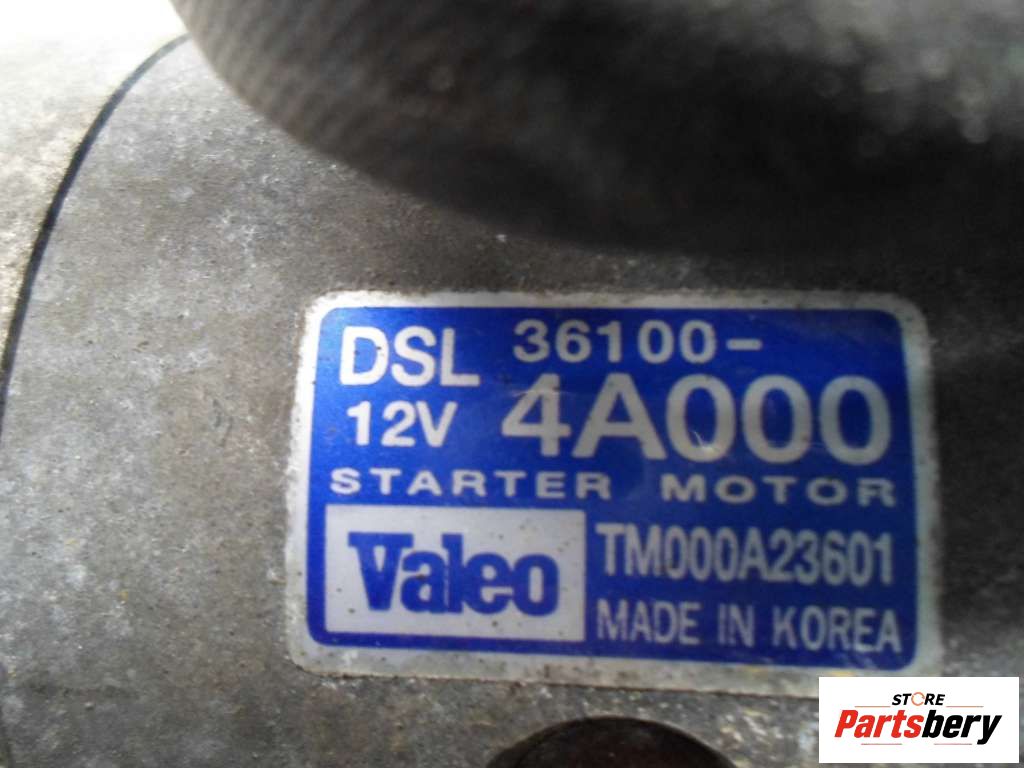 DSL 36100-
12V 4A000
STARTER MOTOR
Valeo TM000A23601
MADE IN KOREA
STORE
Partsbery